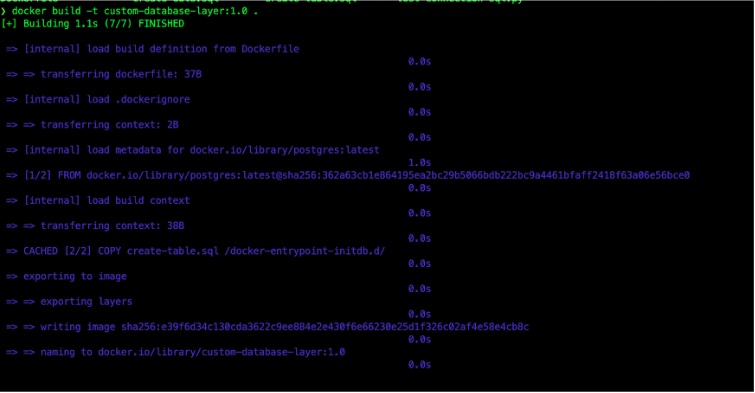 ❯ docker build -t custom-database-layer:1.0 .
[+] Building 1.1s (7/7) FINISHED
=> [internal] load build definition from Dockerfile
0.0s
=> => transferring dockerfile: 37B
0.0s
=> [internal] load .dockerignore
0.0s
=> => transferring context: 2B
0.0s
=> [internal] load metadata for docker.io/library/postgres:latest
1.0s
=> [1/2] FROM docker.io/library/postgres:latest@sha256:362a63cb1e864195ea2bc29b5066bdb222bc9a4461bfaff2418f63a06e56bce0
0.0s
=> [internal] load build context
0.0s
=> => transferring context: 38B
0.0s
=> CACHED [2/2] COPY create-table.sql /docker-entrypoint-initdb.d/
0.0s
=> exporting to image
0.0s
=> => exporting layers
0.0s
=> => writing image sha256:e39f6d34c130cda3622c9ee884e2e430f6e66230e25d1f326c02af4e58e4cb8c
0.0s
=> => naming to docker.io/library/custom-database-layer:1.0
0.0s